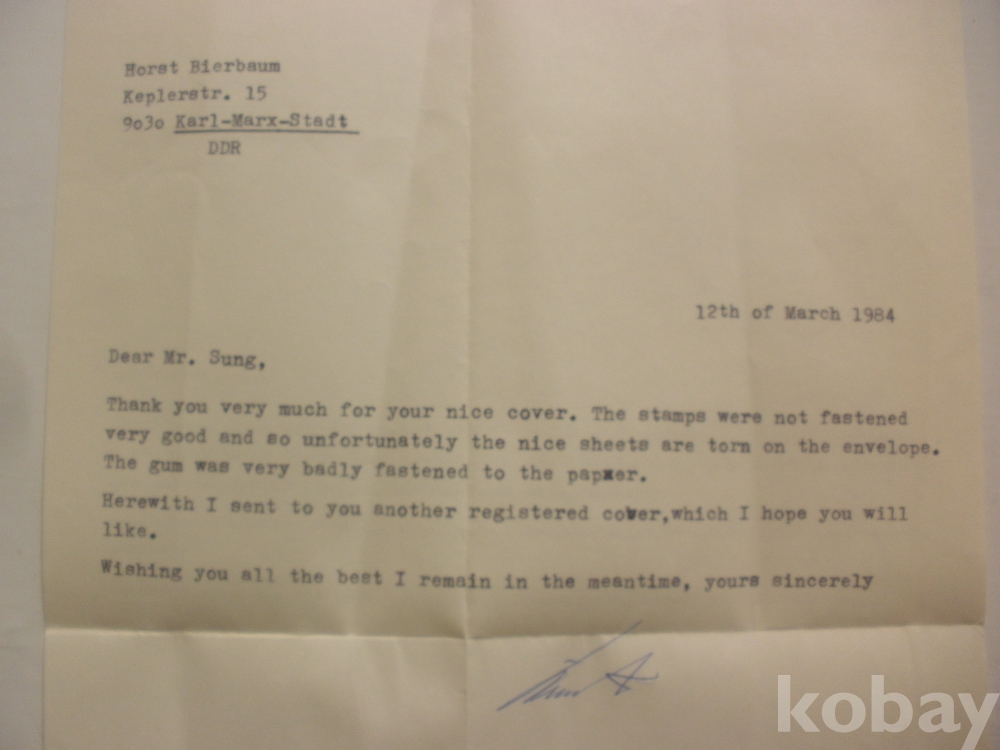 Horst Bierbaum
Keplerstr. 15
9030 Karl-Marx-Stadt
DDR
12th of March 1984
Dear Mr. Sung,
Thank you very much for your nice cover. The stamps were not fastened
very good and so unfortunately the nice sheets are torn on the envelope.
The gum was very badly fastened to the papxer.
Herewith I sent to you another registered cover,which I hope you will
like.
Wishing you all the best I remain in the meantime, yours sincerely
kobay